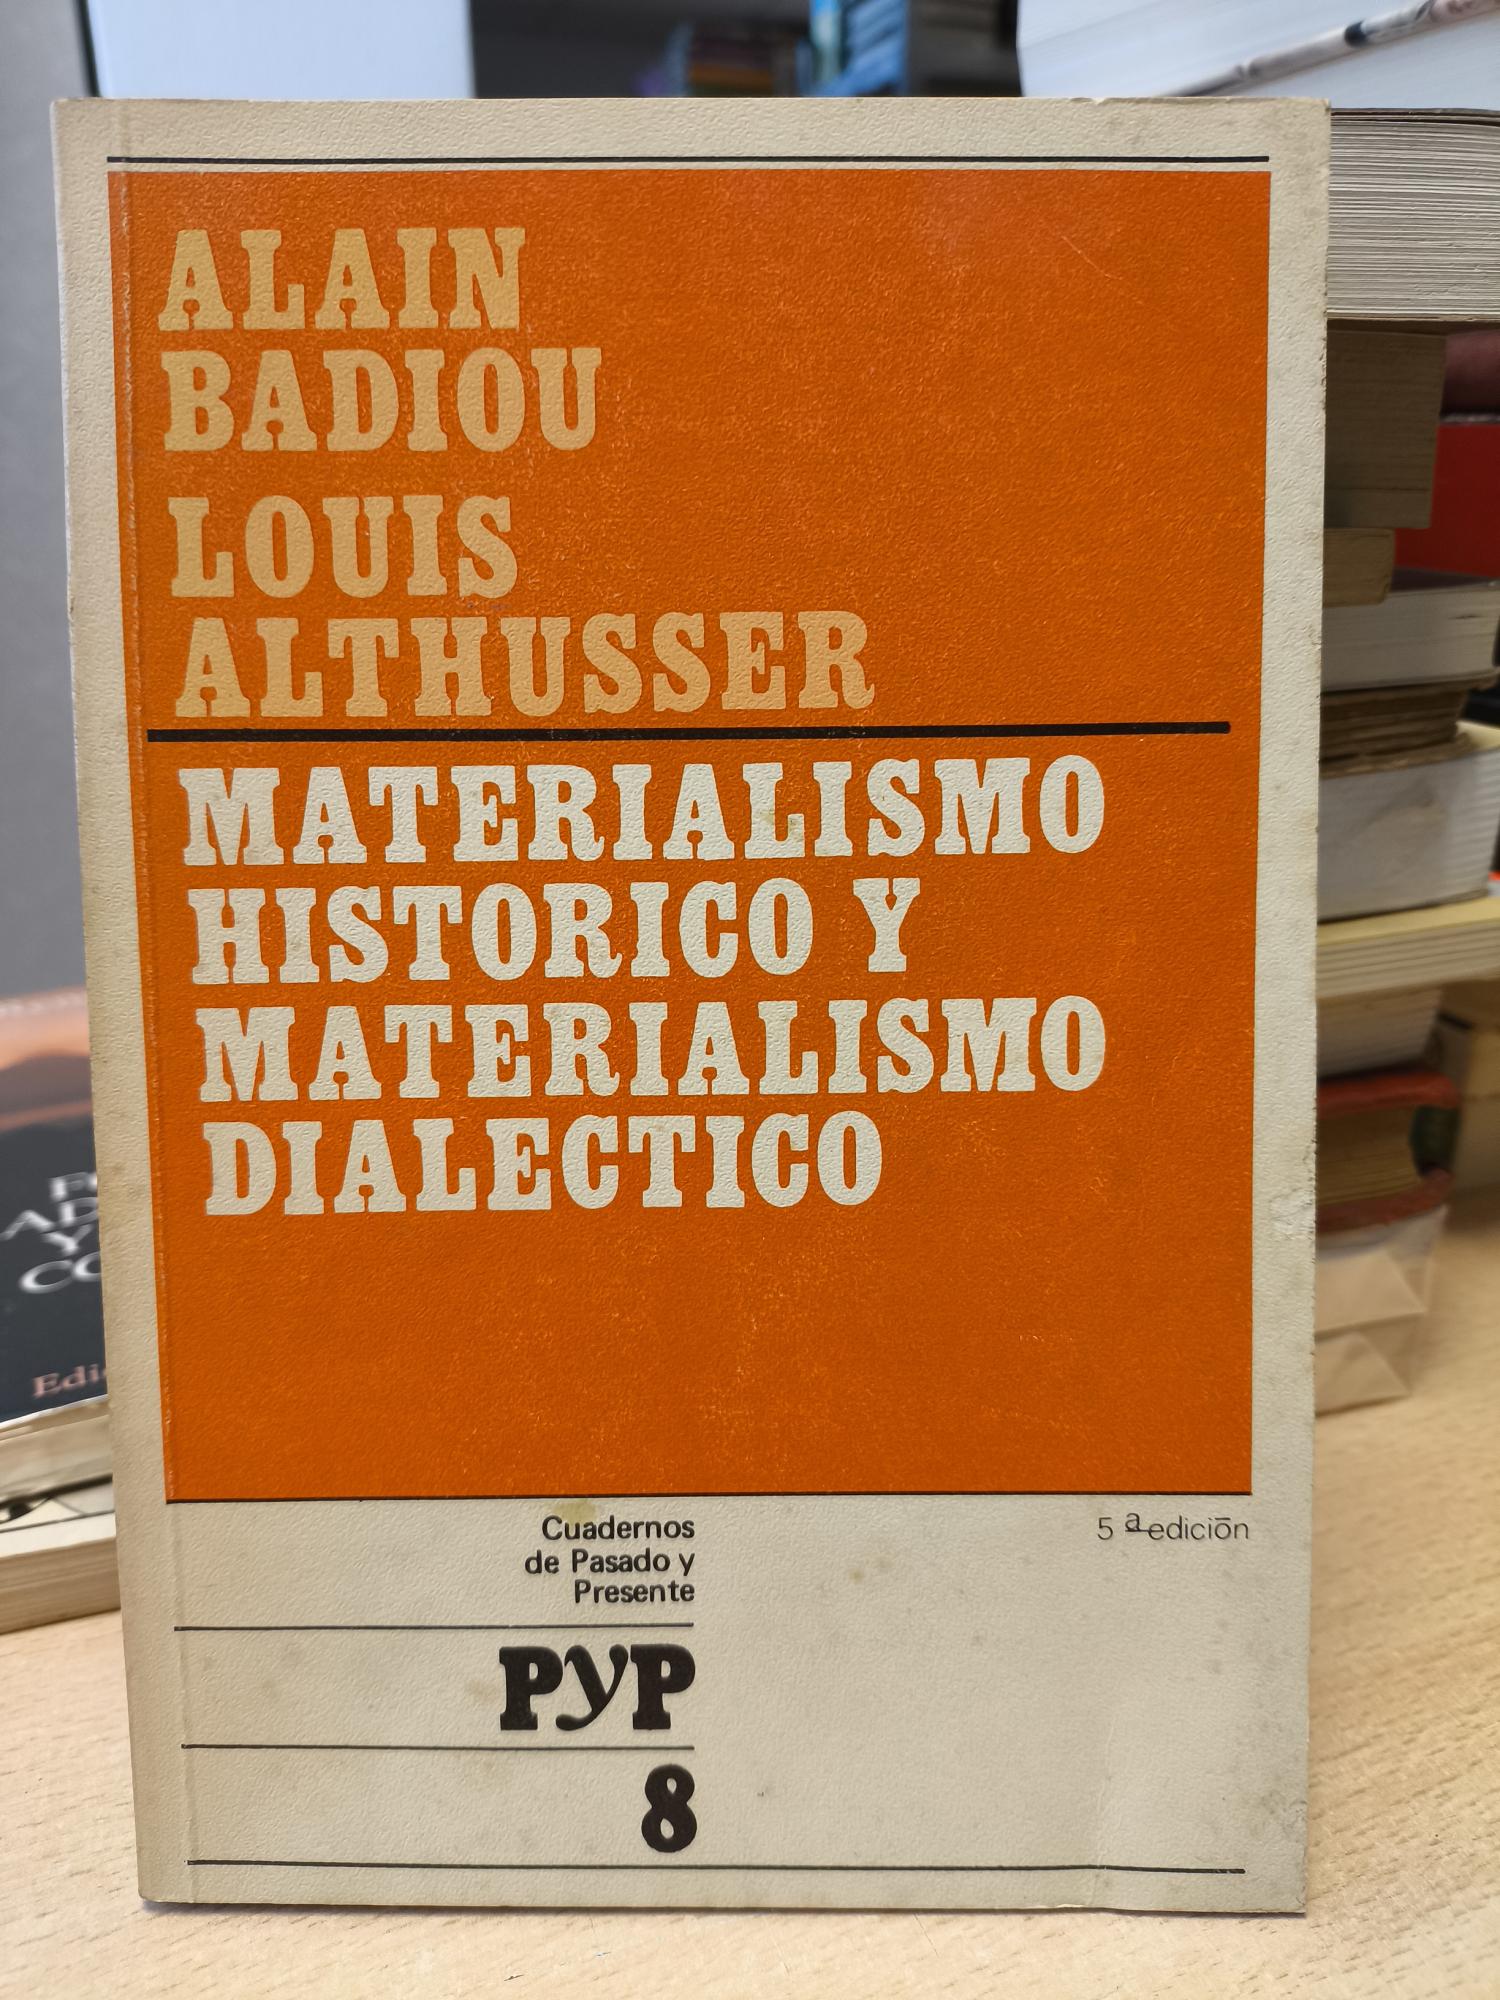 ALAIN
BADIOU
LOUIS
ALTHUSSER
MATERIALISMO
HISTORICO Y
MATERIALISMO
DIALECTICO
Cuadernos
de Pasado y
Presente
5 a edición
PYP
8